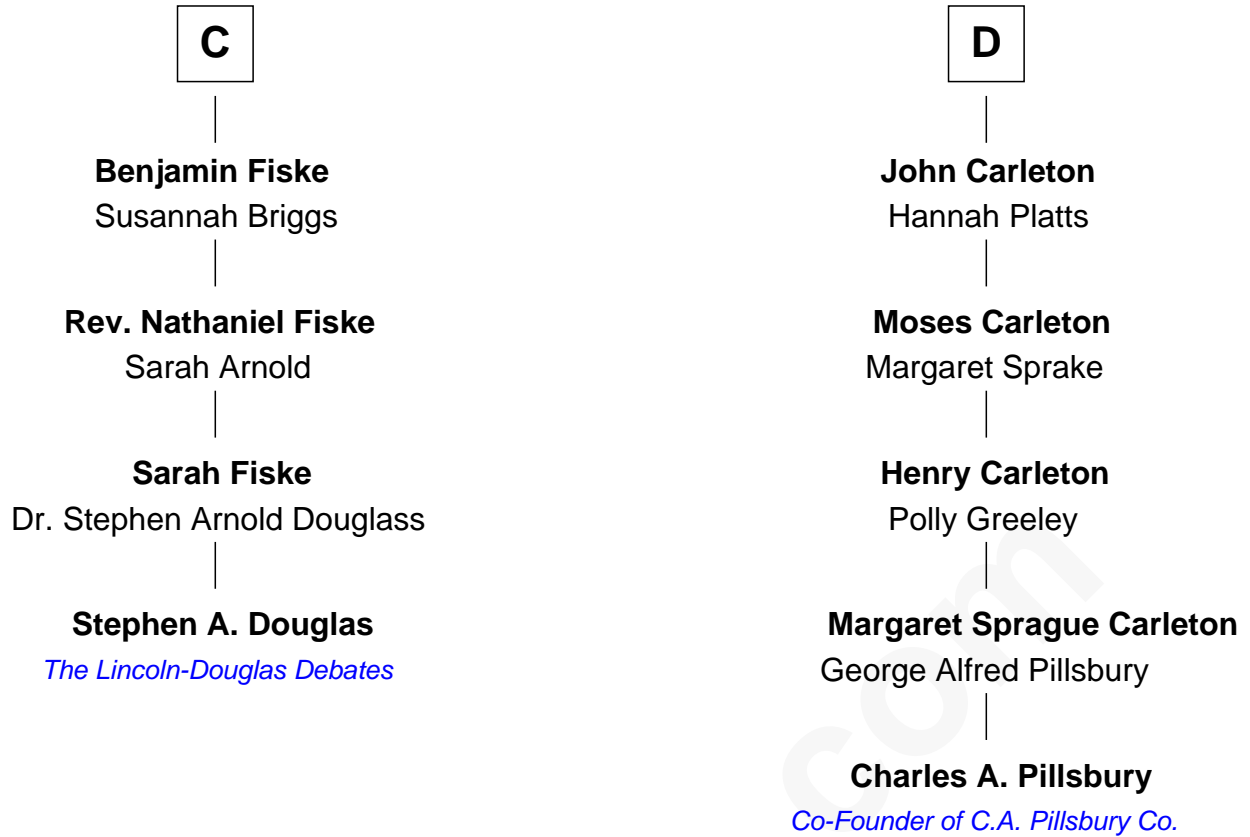 C
Benjamin Fiske
Susannah Briggs
Rev. Nathaniel Fiske
Sarah Arnold
Sarah Fiske
Dr. Stephen Arnold Douglass
Stephen A. Douglas
The Lincoln-Douglas Debates
D
John Carleton
Hannah Platts
Moses Carleton
Margaret Sprake
Henry Carleton
Polly Greeley
Margaret Sprague Carleton
George Alfred Pillsbury
Charles A. Pillsbury
Co-Founder of C.A. Pillsbury Co.
com